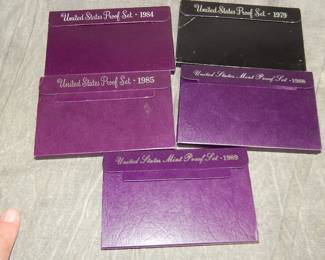 United States Proof Set · 1984
United States Proof Set · 1979
United States Proof Set · 1985
United States Mint Proof Set ·
United States Mint Proof Set · 1989